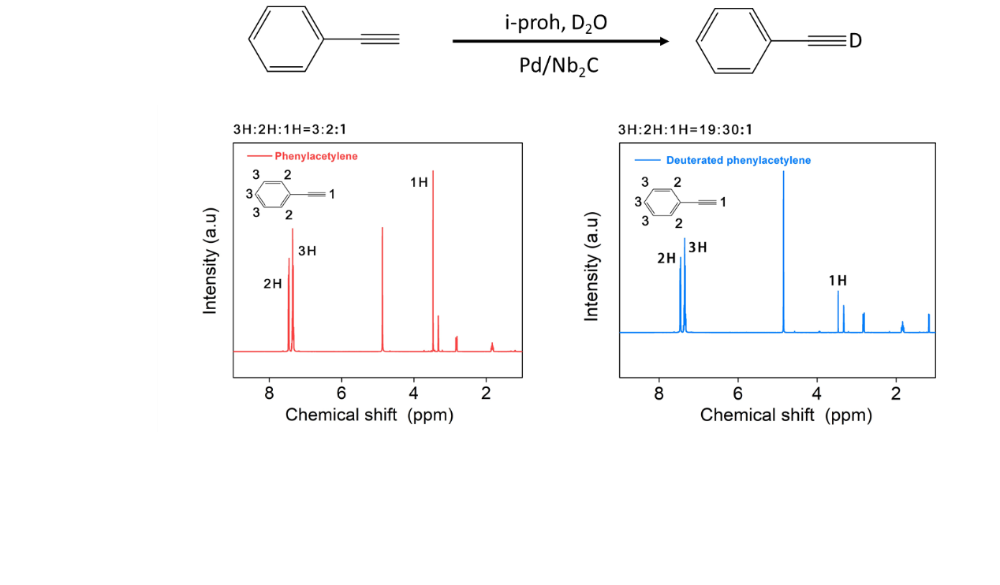 i-proh, D₂O
Pd/Nb₂C
D
3H:2H:1H=3:2:1
Phenylacetylene
3
2
3
1
3
2
1H
3H
2H
Intensity (a.u)
8
6
4
2
Chemical shift (ppm)
3H:2H:1H=19:30:1
Deuterated phenylacetylene
3
2
3
1
3
2
3H
2H
1H
Intensity (a.u)
8
6
4
2
Chemical shift (ppm)